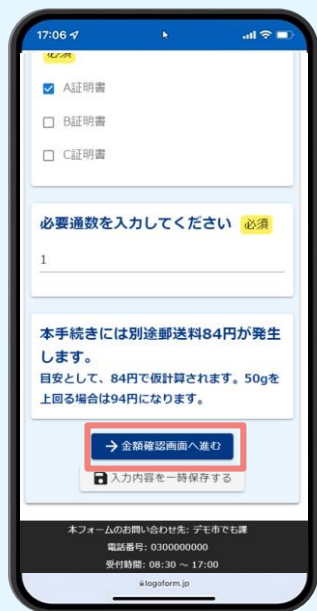 17:06
必須
A証明書
B証明書
C証明書
必要通数を入力してください 必須
1
本手続きには別途郵送料84円が発生
します。
目安として、84円で仮計算されます。50gを
上回る場合は94円になります。
→ 金額確認画面へ進む
入力内容を一時保存する
本フォームのお問い合わせ先: デモ市でも課
電話番号: 0300000000
受付時間: 08:30 ~ 17:00
logoform.jp